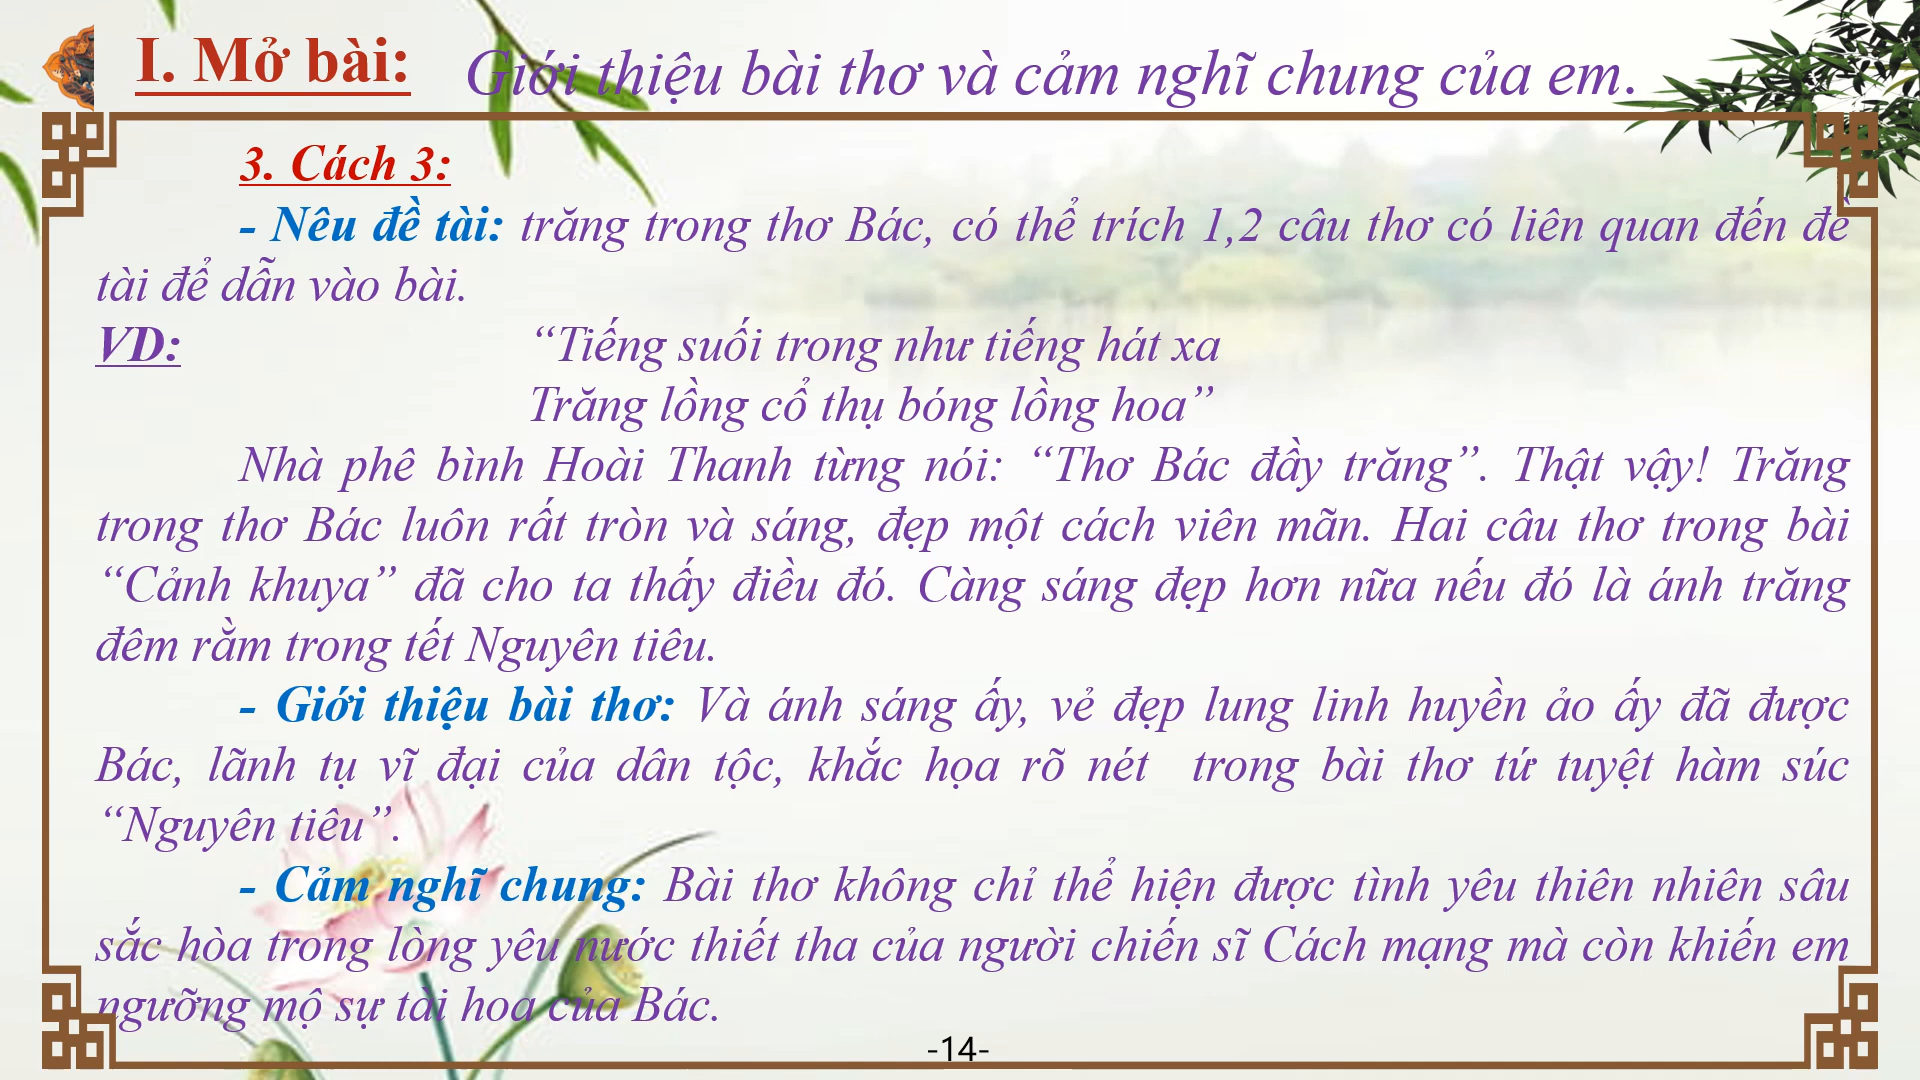 I. Mở bài: Giới thiệu bài thơ và cảm nghĩ chung của em.
3. Cách 3:
- Nêu đề tài: trăng trong thơ Bác, có thể trích 1,2 câu thơ có liên quan đến đề
tài để dẫn vào bài.
VD: “Tiếng suối trong như tiếng hát xa
Trăng lồng cổ thụ bóng lồng hoa”
Nhà phê bình Hoài Thanh từng nói: “Thơ Bác đầy trăng”. Thật vậy! Trăng
trong thơ Bác luôn rất tròn và sáng, đẹp một cách viên mãn. Hai câu thơ trong bài
“Cảnh khuya” đã cho ta thấy điều đó. Càng sáng đẹp hơn nữa nếu đó là ánh trăng
đêm rằm trong tết Nguyên tiêu.
- Giới thiệu bài thơ: Và ánh sáng ấy, vẻ đẹp lung linh huyền ảo ấy đã được
Bác, lãnh tụ vĩ đại của dân tộc, khắc họa rõ nét trong bài thơ tứ tuyệt hàm súc
“Nguyên tiêu”.
- Cảm nghĩ chung: Bài thơ không chỉ thể hiện được tình yêu thiên nhiên sâu
sắc hòa trong lòng yêu nước thiết tha của người chiến sĩ Cách mạng mà còn khiến em
ngưỡng mộ sự tài hoa của Bác.
-14-